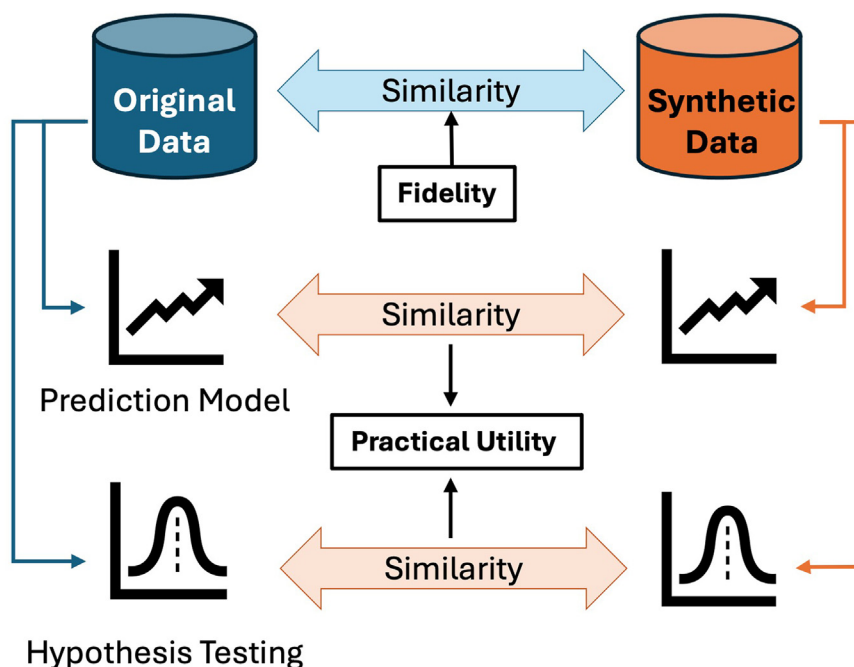 Original
Data
Similarity
Synthetic
Data
Fidelity
Similarity
Prediction Model
Practical Utility
Similarity
Hypothesis Testing